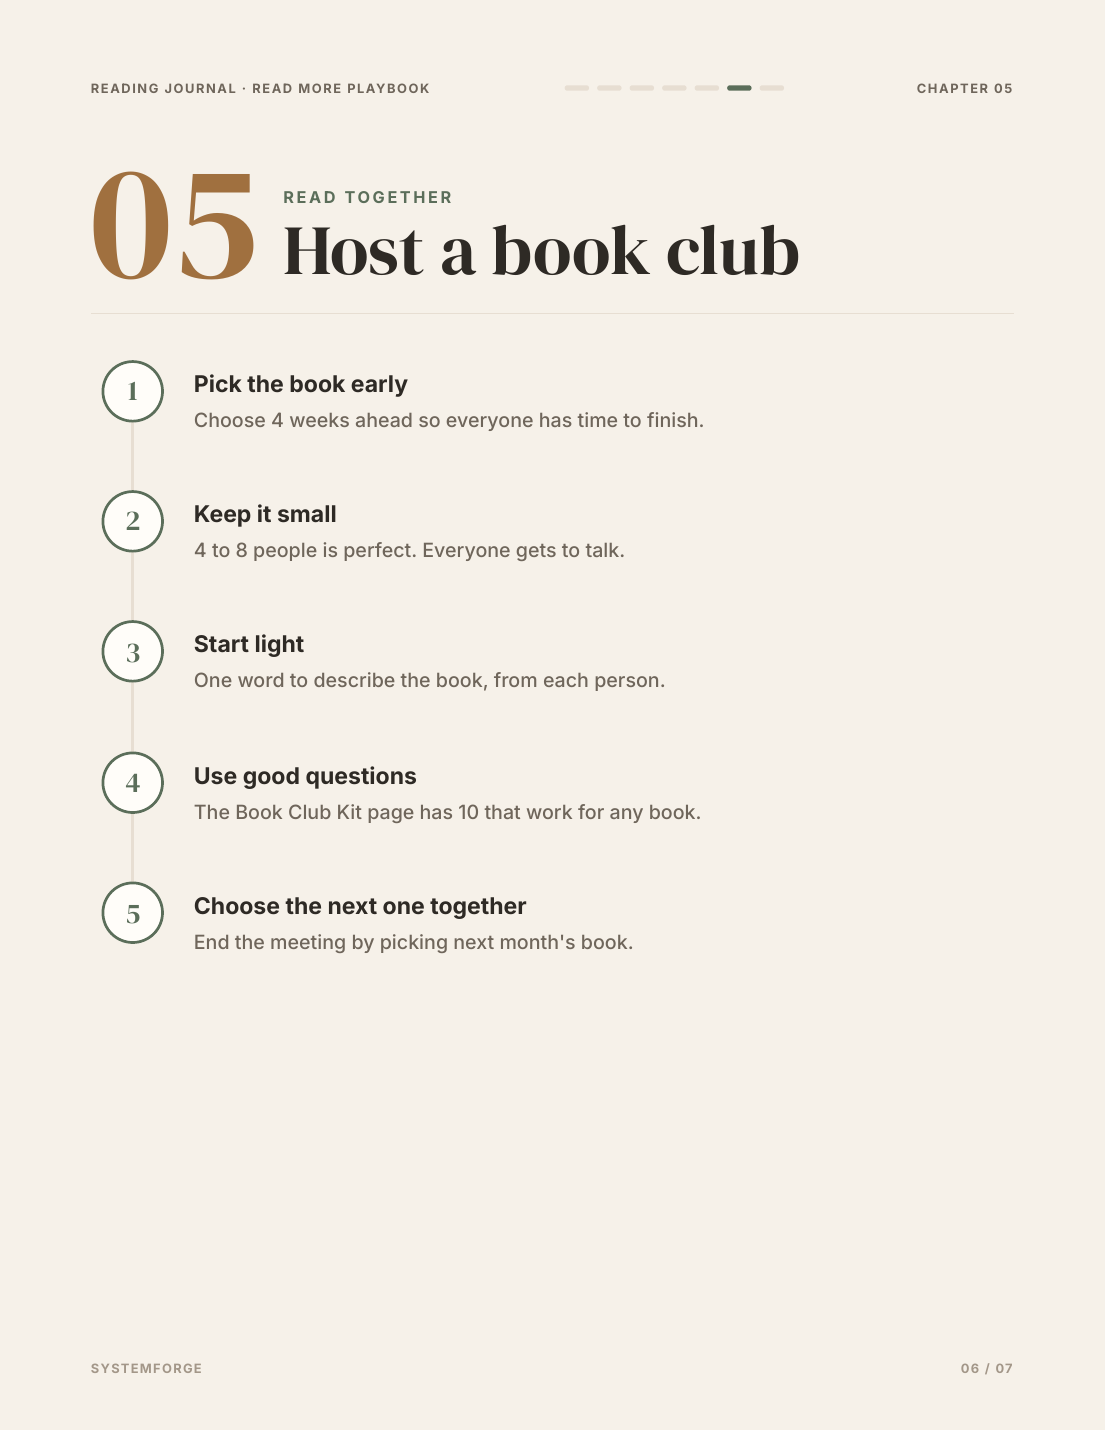 READING JOURNAL · READ MORE PLAYBOOK
CHAPTER 05
05
READ TOGETHER
Host a book club
1
Pick the book early
Choose 4 weeks ahead so everyone has time to finish.
2
Keep it small
4 to 8 people is perfect. Everyone gets to talk.
3
Start light
One word to describe the book, from each person.
4
Use good questions
The Book Club Kit page has 10 that work for any book.
5
Choose the next one together
End the meeting by picking next month's book.
SYSTEMFORGE
06 / 07